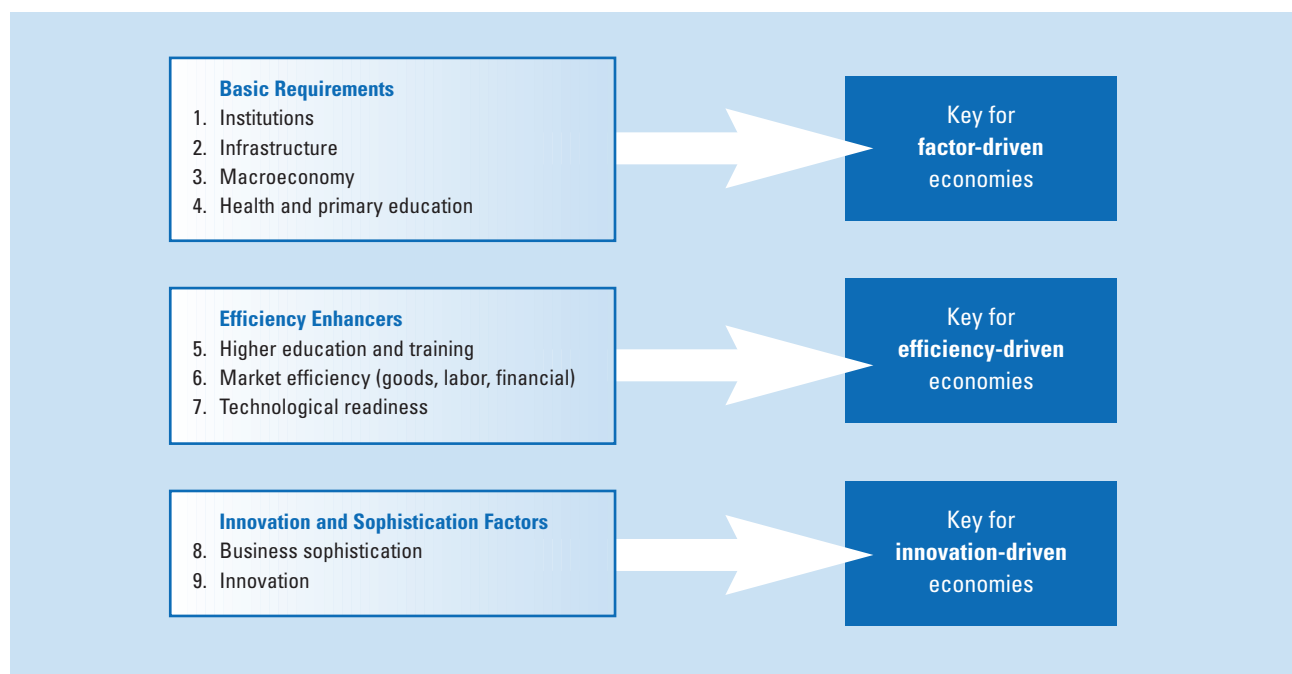 Basic Requirements
1. Institutions
2. Infrastructure
3. Macroeconomy
4. Health and primary education
Key for
factor-driven
economies
Efficiency Enhancers
5. Higher education and training
6. Market efficiency (goods, labor, financial)
7. Technological readiness
Key for
efficiency-driven
economies
Innovation and Sophistication Factors
8. Business sophistication
9. Innovation
Key for
innovation-driven
economies